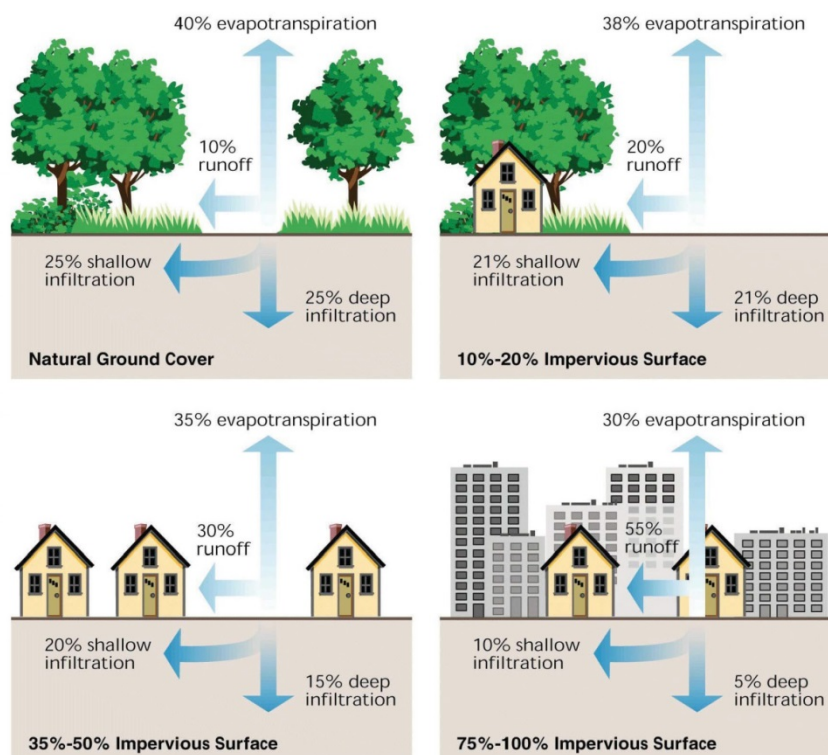 40% evapotranspiration
10%
runoff
25% shallow
infiltration
25% deep
infiltration
Natural Ground Cover
38% evapotranspiration
20%
runoff
21% shallow
infiltration
21% deep
infiltration
10%-20% Impervious Surface
35% evapotranspiration
30%
runoff
20% shallow
infiltration
15% deep
infiltration
35%-50% Impervious Surface
30% evapotranspiration
55%
runoff
10% shallow
infiltration
5% deep
infiltration
75%-100% Impervious Surface